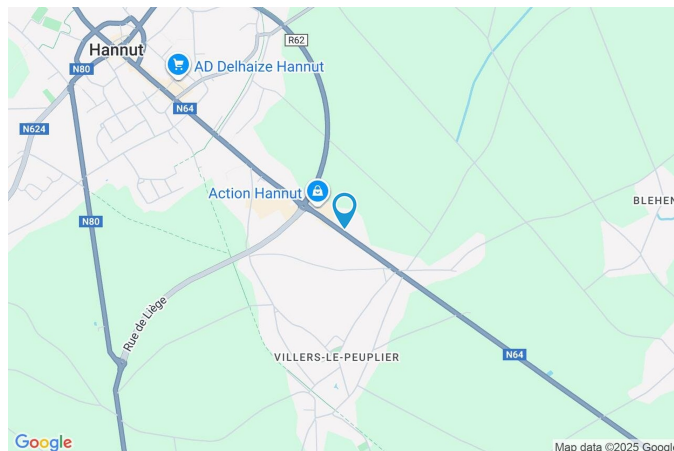 R62
Hannut
N80
AD Delhaize Hannut
N64
N624
Action Hannut
BLEHEN
N80
Rue de Liège
N64
VILLERS-LE-PEUPLIER
Google
Map data ©2025 Google